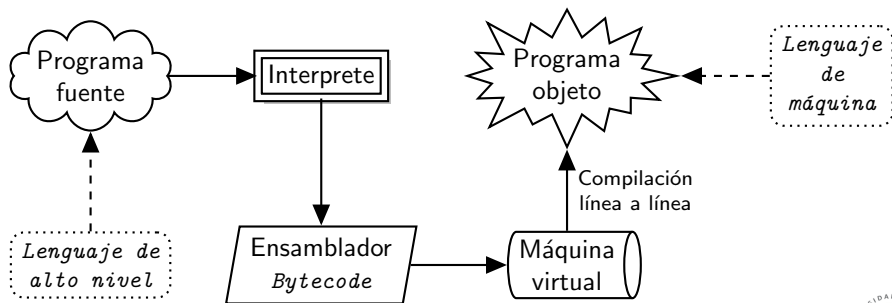 Programa
fuente
Interprete
Programa
objeto
Lenguaje
de
máquina
Compilación
línea a línea
Lenguaje de
alto nivel
Ensamblador
Bytecode
Máquina
virtual